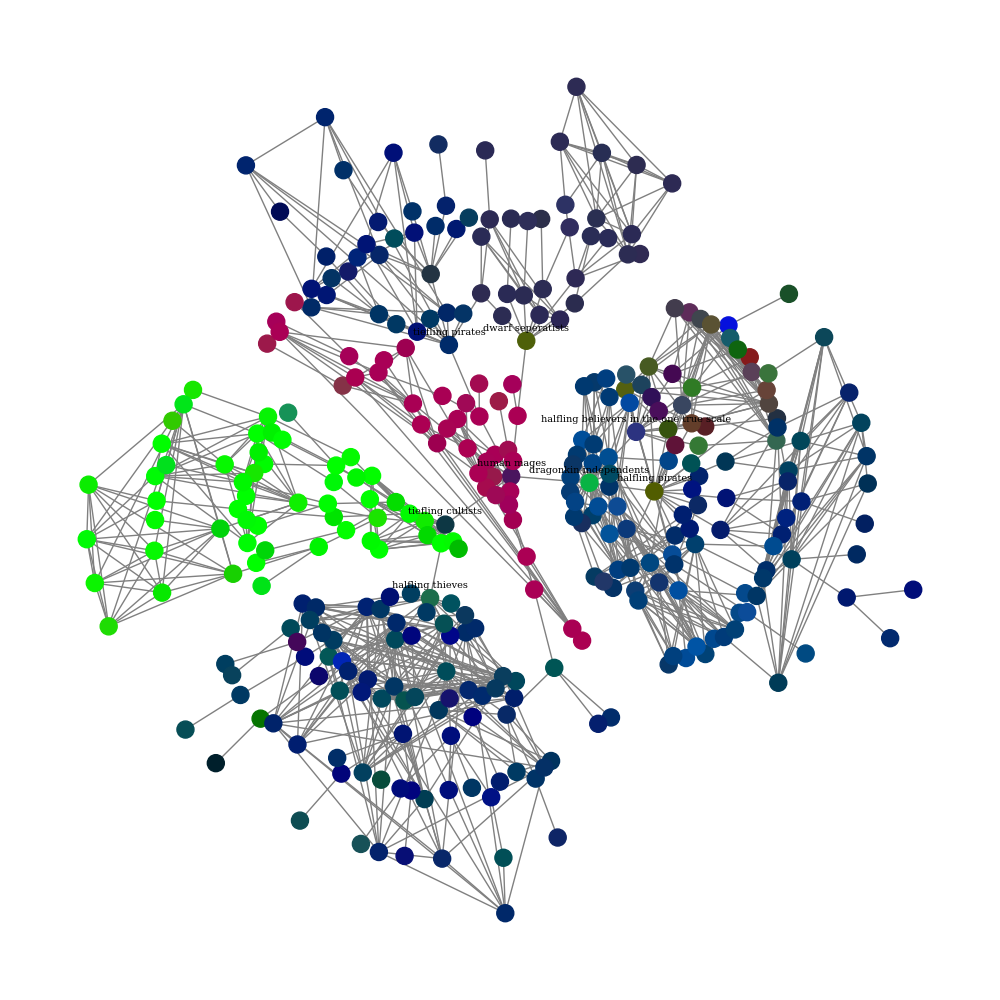 dwarf seperatists
tiefling pirates
halfling believers in the one true scale
human mages
dragonkin independents
halfling pirates
tiefling cultists
halfling thieves